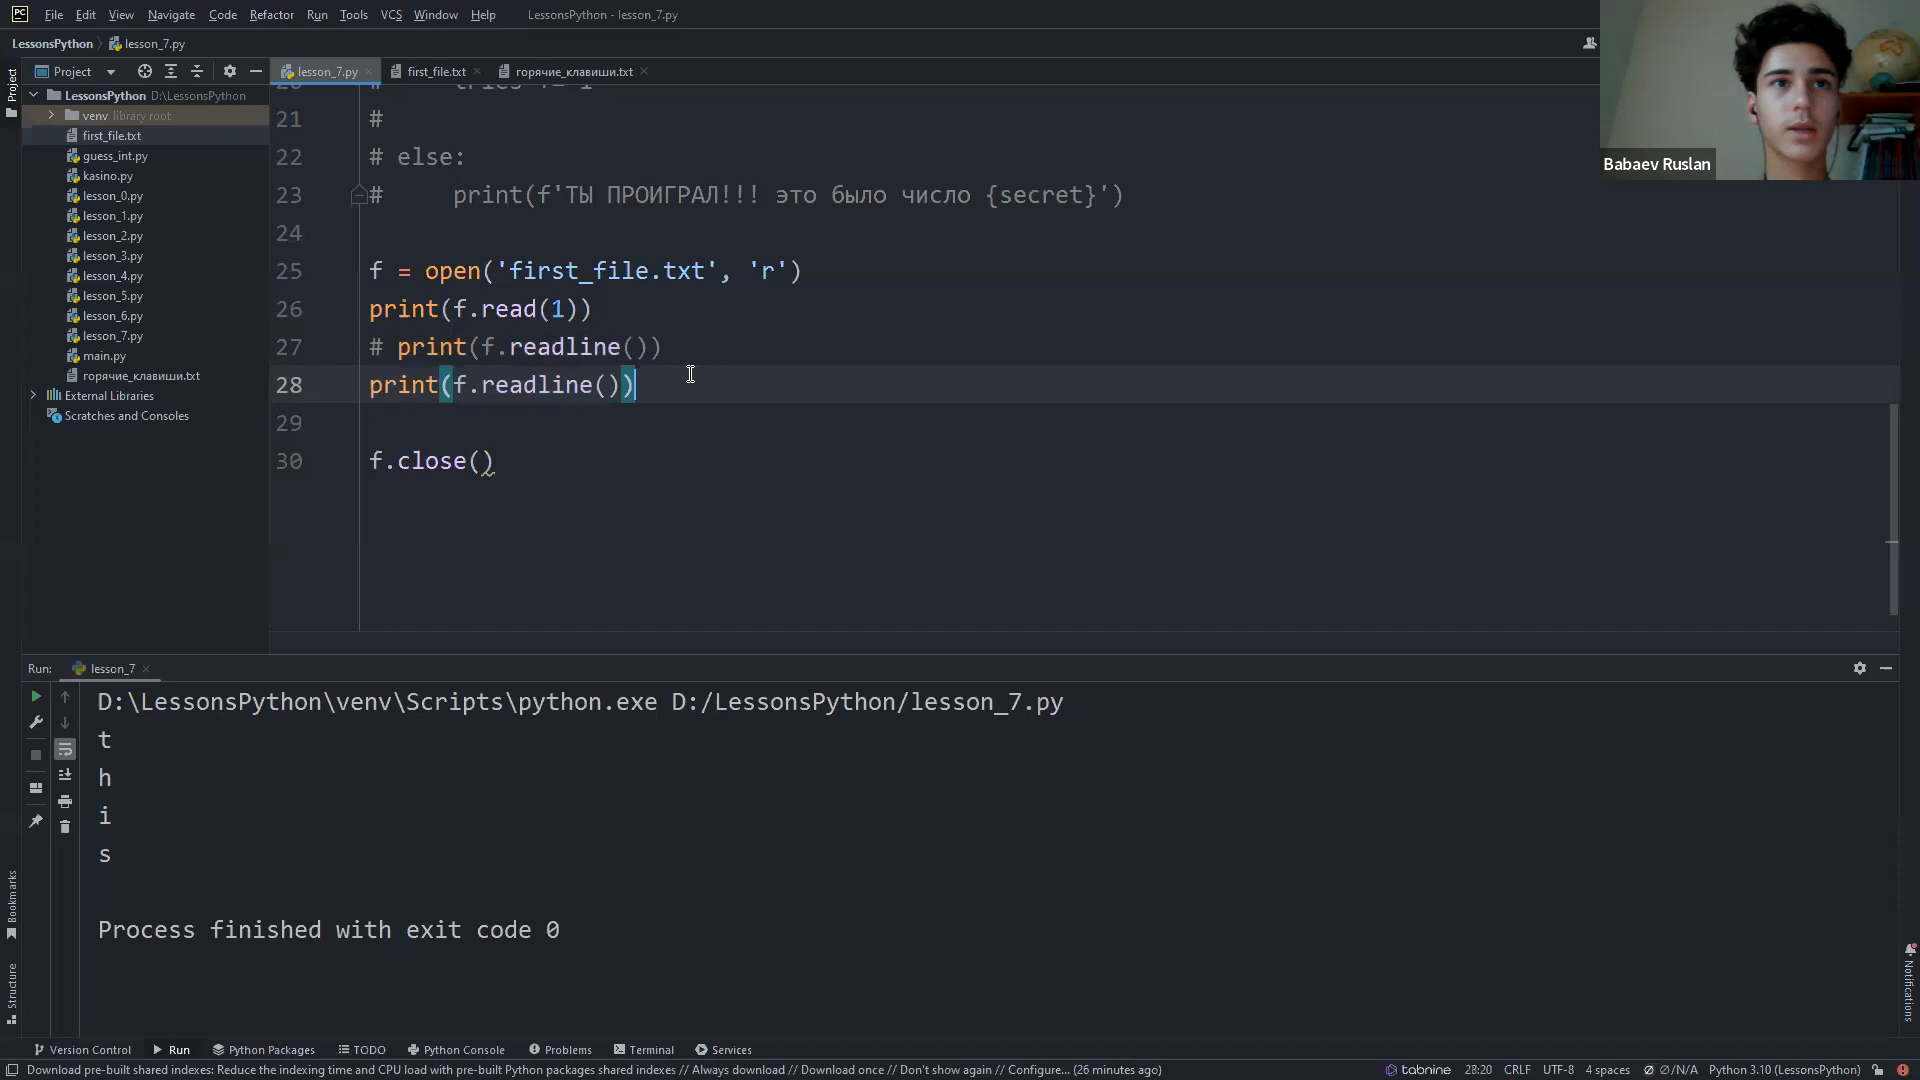 File Edit View Navigate Code Refactor Run Tools VCS Window Help LessonsPython - lesson_7.py
LessonsPython lesson_7.py
Project
Project
lesson_7.py first_file.txt горячие_клавиши.txt
LessonsPython D:\LessonsPython
venv library root
first_file.txt
guess_int.py
kasino.py
lesson_0.py
lesson_1.py
lesson_2.py
lesson_3.py
lesson_4.py
lesson_5.py
lesson_6.py
lesson_7.py
main.py
горячие_клавиши.txt
External Libraries
Scratches and Consoles
21 #
22 # else:
23 #     print(f'ТЫ ПРОИГРАЛ!!! это было число {secret}')
24
25 f = open('first_file.txt', 'r')
26 print(f.read(1))
27 # print(f.readline())
28 print(f.readline())
29
30 f.close()
Babaev Ruslan
Run: lesson_7
D:\LessonsPython\venv\Scripts\python.exe D:/LessonsPython/lesson_7.py
t
h
i
s
Process finished with exit code 0
Bookmarks
Structure
Notifications
Version Control Run Python Packages TODO Python Console Problems Terminal Services
Download pre-built shared indexes: Reduce the indexing time and CPU load with pre-built Python packages shared indexes // Always download // Download once // Don't show again // Configure... (26 minutes ago) tabnine 28:20 CRLF UTF-8 4 spaces ∅/N/A Python 3.10 (LessonsPython)